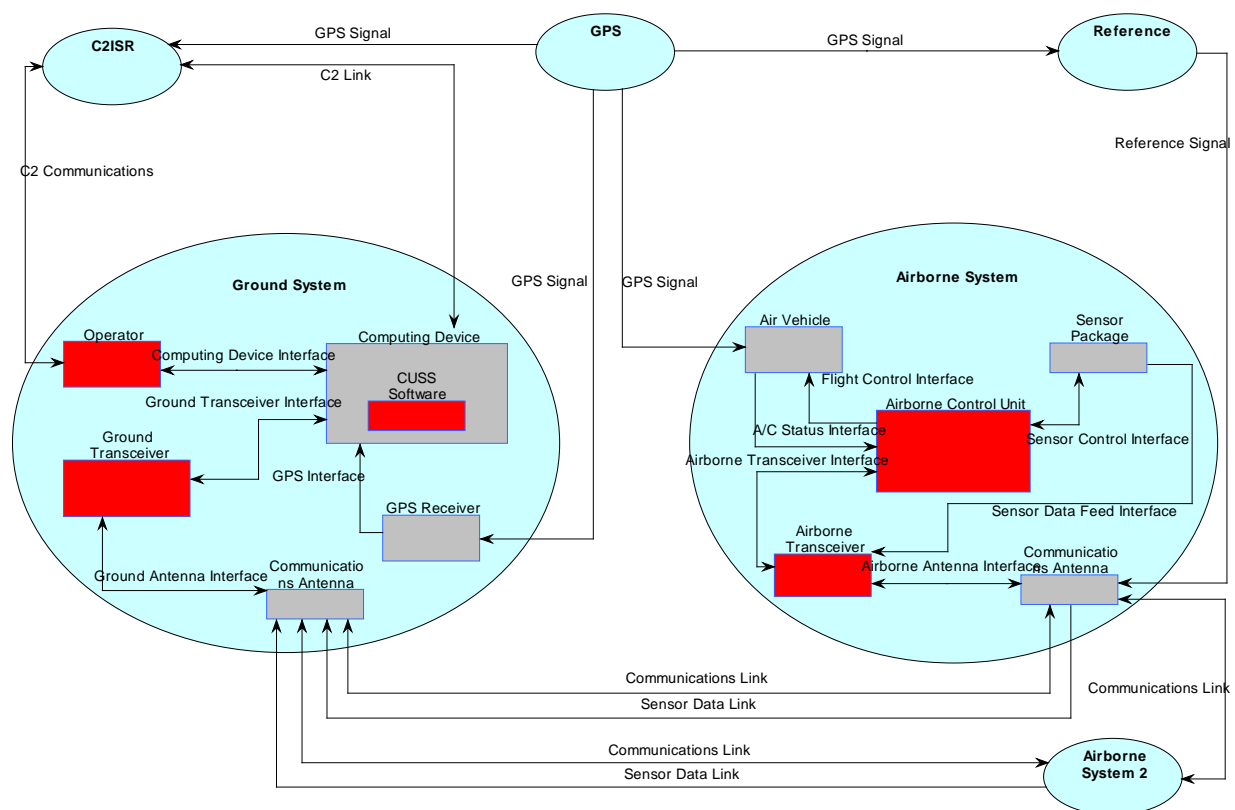 C2ISR
GPS Signal
GPS
GPS Signal
Reference
C2 Link
Reference Signal
C2 Communications
GPS Signal
GPS Signal
Ground System
Airborne System
Operator
Computing Device
Computing Device Interface
CUSS
Software
Ground Transceiver Interface
Ground
Transceiver
GPS Interface
GPS Receiver
Ground Antenna Interface
Communicatio
ns Antenna
Air Vehicle
Sensor
Package
Flight Control Interface
Airborne Control Unit
A/C Status Interface
Sensor Control Interface
Airborne Transceiver Interface
Sensor Data Feed Interface
Airborne
Transceiver
Airborne Antenna Interface
Communicatio
ns Antenna
Communications Link
Sensor Data Link
Communications Link
Communications Link
Sensor Data Link
Airborne
System 2